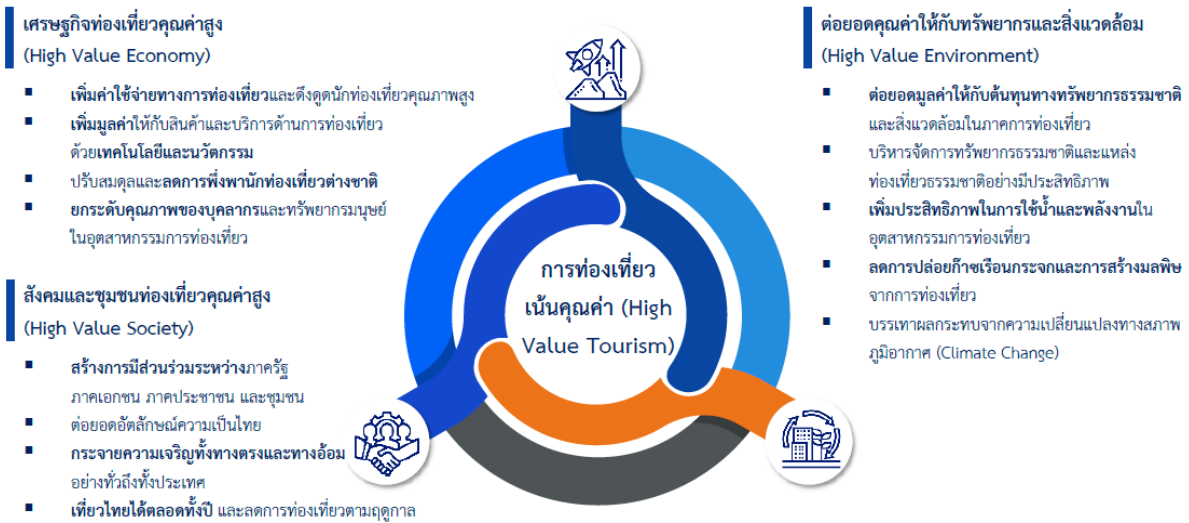 เศรษฐกิจท่องเที่ยวคุณค่าสูง
(High Value Economy)
▪ เพิ่มค่าใช้จ่ายทางการท่องเที่ยวและดึงดูดนักท่องเที่ยวคุณภาพสูง
▪ เพิ่มมูลค่าให้กับสินค้าและบริการด้านการท่องเที่ยว
ด้วยเทคโนโลยีและนวัตกรรม
▪ ปรับสมดุลและลดการพึ่งพานักท่องเที่ยวต่างชาติ
▪ ยกระดับคุณภาพของบุคลากรและทรัพยากรมนุษย์
ในอุตสาหกรรมการท่องเที่ยว
สังคมและชุมชนท่องเที่ยวคุณค่าสูง
(High Value Society)
▪ สร้างการมีส่วนร่วมระหว่างภาครัฐ
ภาคเอกชน ภาคประชาชน และชุมชน
▪ ต่อยอดอัตลักษณ์ความเป็นไทย
▪ กระจายความเจริญทั้งทางตรงและทางอ้อม
อย่างทั่วถึงทั้งประเทศ
▪ เที่ยวไทยได้ตลอดทั้งปี และลดการท่องเที่ยวตามฤดูกาล
การท่องเที่ยว
เน้นคุณค่า (High
Value Tourism)
ต่อยอดคุณค่าให้กับทรัพยากรและสิ่งแวดล้อม
(High Value Environment)
▪ ต่อยอดมูลค่าให้กับต้นทุนทางทรัพยากรธรรมชาติ
และสิ่งแวดล้อมในภาคการท่องเที่ยว
▪ บริหารจัดการทรัพยากรธรรมชาติและแหล่ง
ท่องเที่ยวธรรมชาติอย่างมีประสิทธิภาพ
▪ เพิ่มประสิทธิภาพในการใช้น้ำและพลังงานใน
อุตสาหกรรมการท่องเที่ยว
▪ ลดการปล่อยก๊าซเรือนกระจกและการสร้างมลพิษ
จากการท่องเที่ยว
▪ บรรเทาผลกระทบจากความเปลี่ยนแปลงทางสภาพ
ภูมิอากาศ (Climate Change)